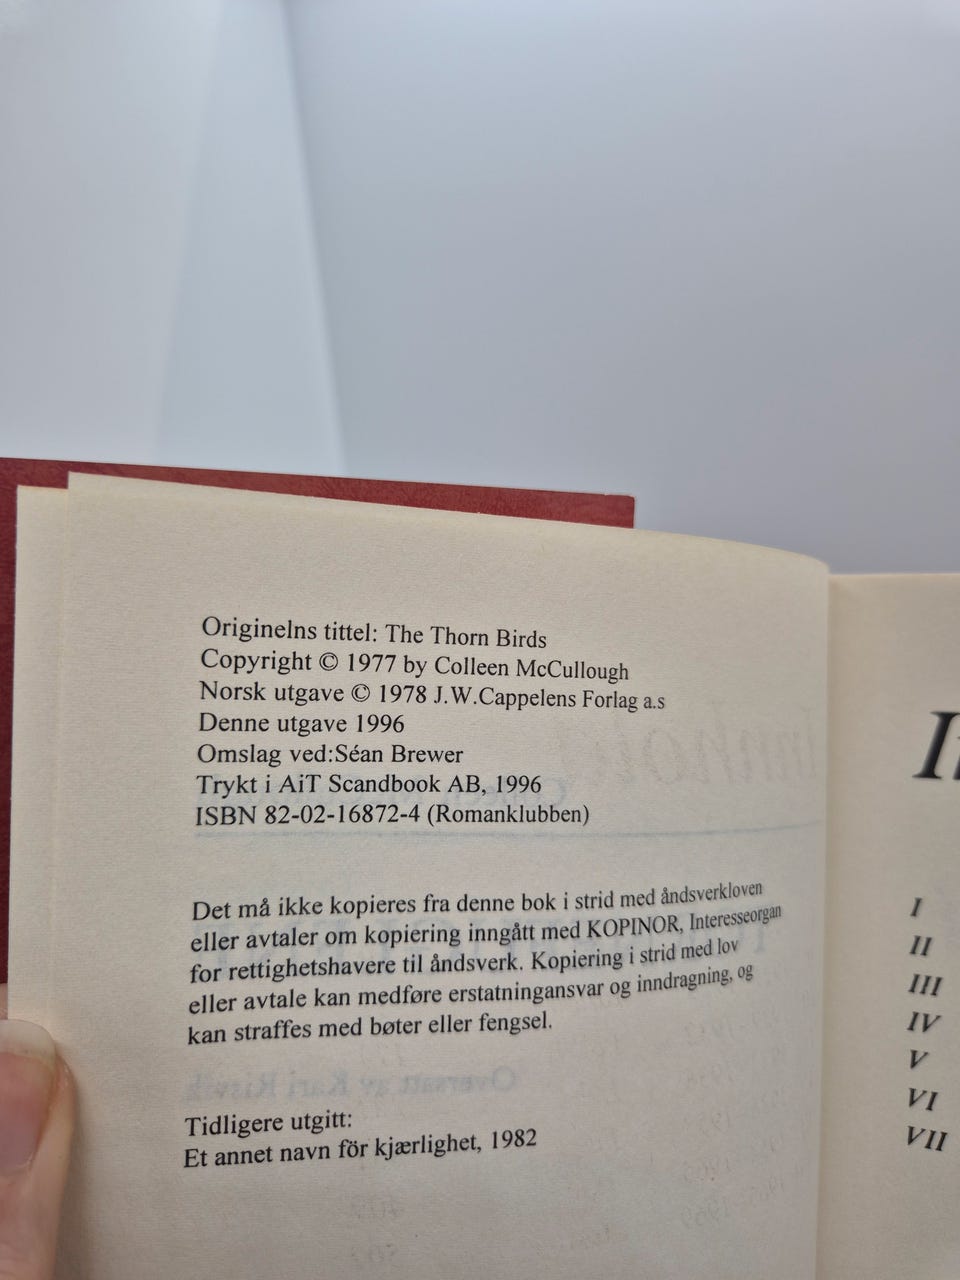 Originelns tittel: The Thorn Birds
Copyright © 1977 by Colleen McCullough
Norsk utgave © 1978 J.W.Cappelens Forlag a.s
Denne utgave 1996
Omslag ved:Séan Brewer
Trykt i AiT Scandbook AB, 1996
ISBN 82-02-16872-4 (Romanklubben)
Det må ikke kopieres fra denne bok i strid med åndsverkloven
eller avtaler om kopiering inngått med KOPINOR, Interesseorgan
for rettighetshavere til åndsverk. Kopiering i strid med lov
eller avtale kan medføre erstatningansvar og inndragning, og
kan straffes med bøter eller fengsel.
Oversatt av Kari Risvik
Tidligere utgitt:
Et annet navn för kjærlighet, 1982
I
II
III
IV
V
VI
VII